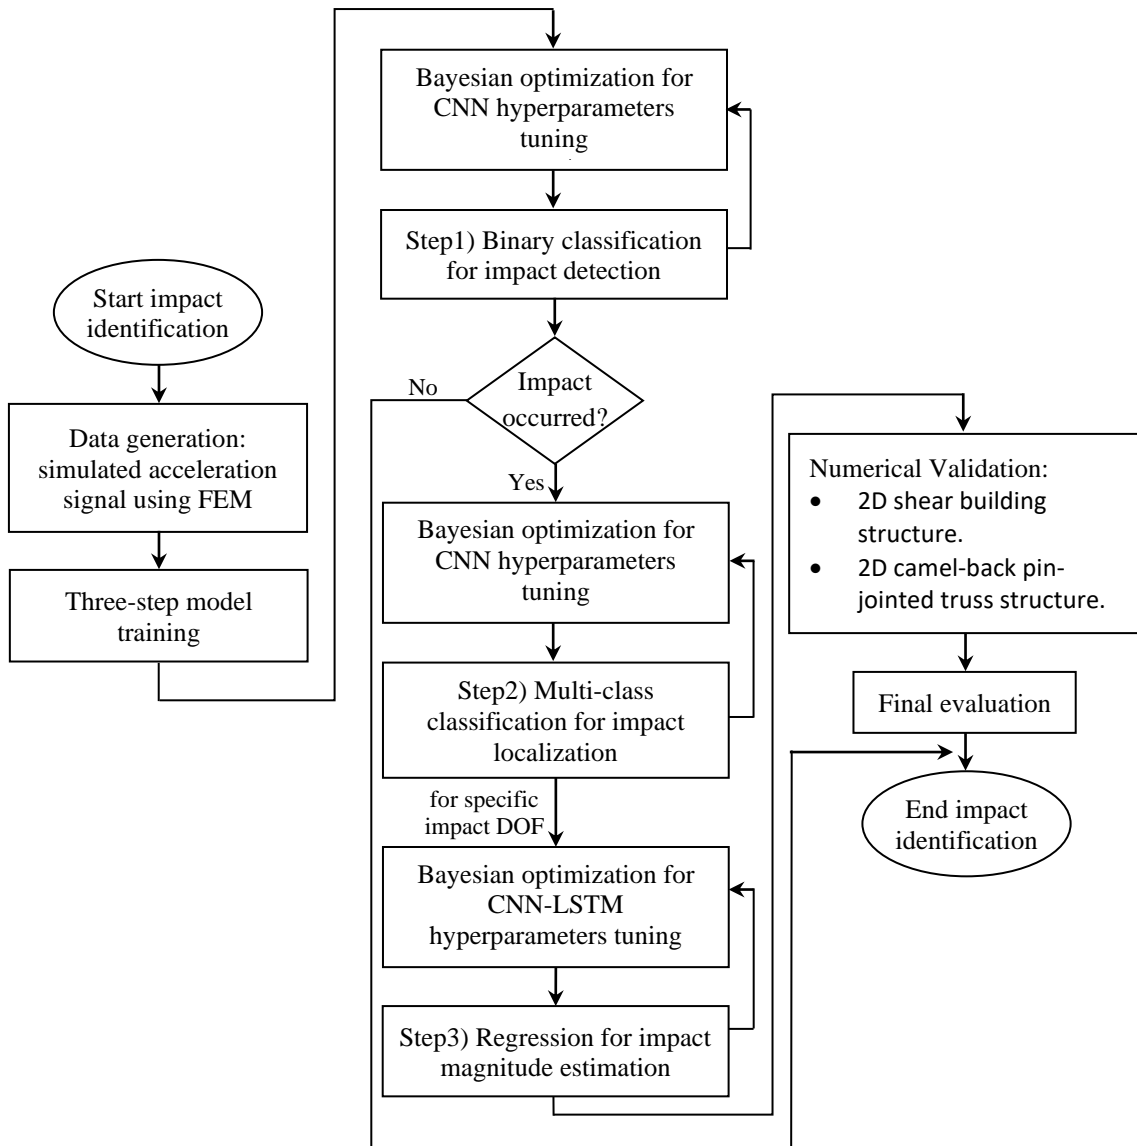 Start impact
identification
Data generation:
simulated acceleration
signal using FEM
Three-step model
training
Bayesian optimization for
CNN hyperparameters
tuning
Step1) Binary classification
for impact detection
Impact
occurred?
No
Yes
Bayesian optimization for
CNN hyperparameters
tuning
Step2) Multi-class
classification for impact
localization
for specific
impact DOF
Bayesian optimization for
CNN-LSTM
hyperparameters tuning
Step3) Regression for impact
magnitude estimation
Numerical Validation:
• 2D shear building
structure.
• 2D camel-back pin-
jointed truss structure.
Final evaluation
End impact
identification